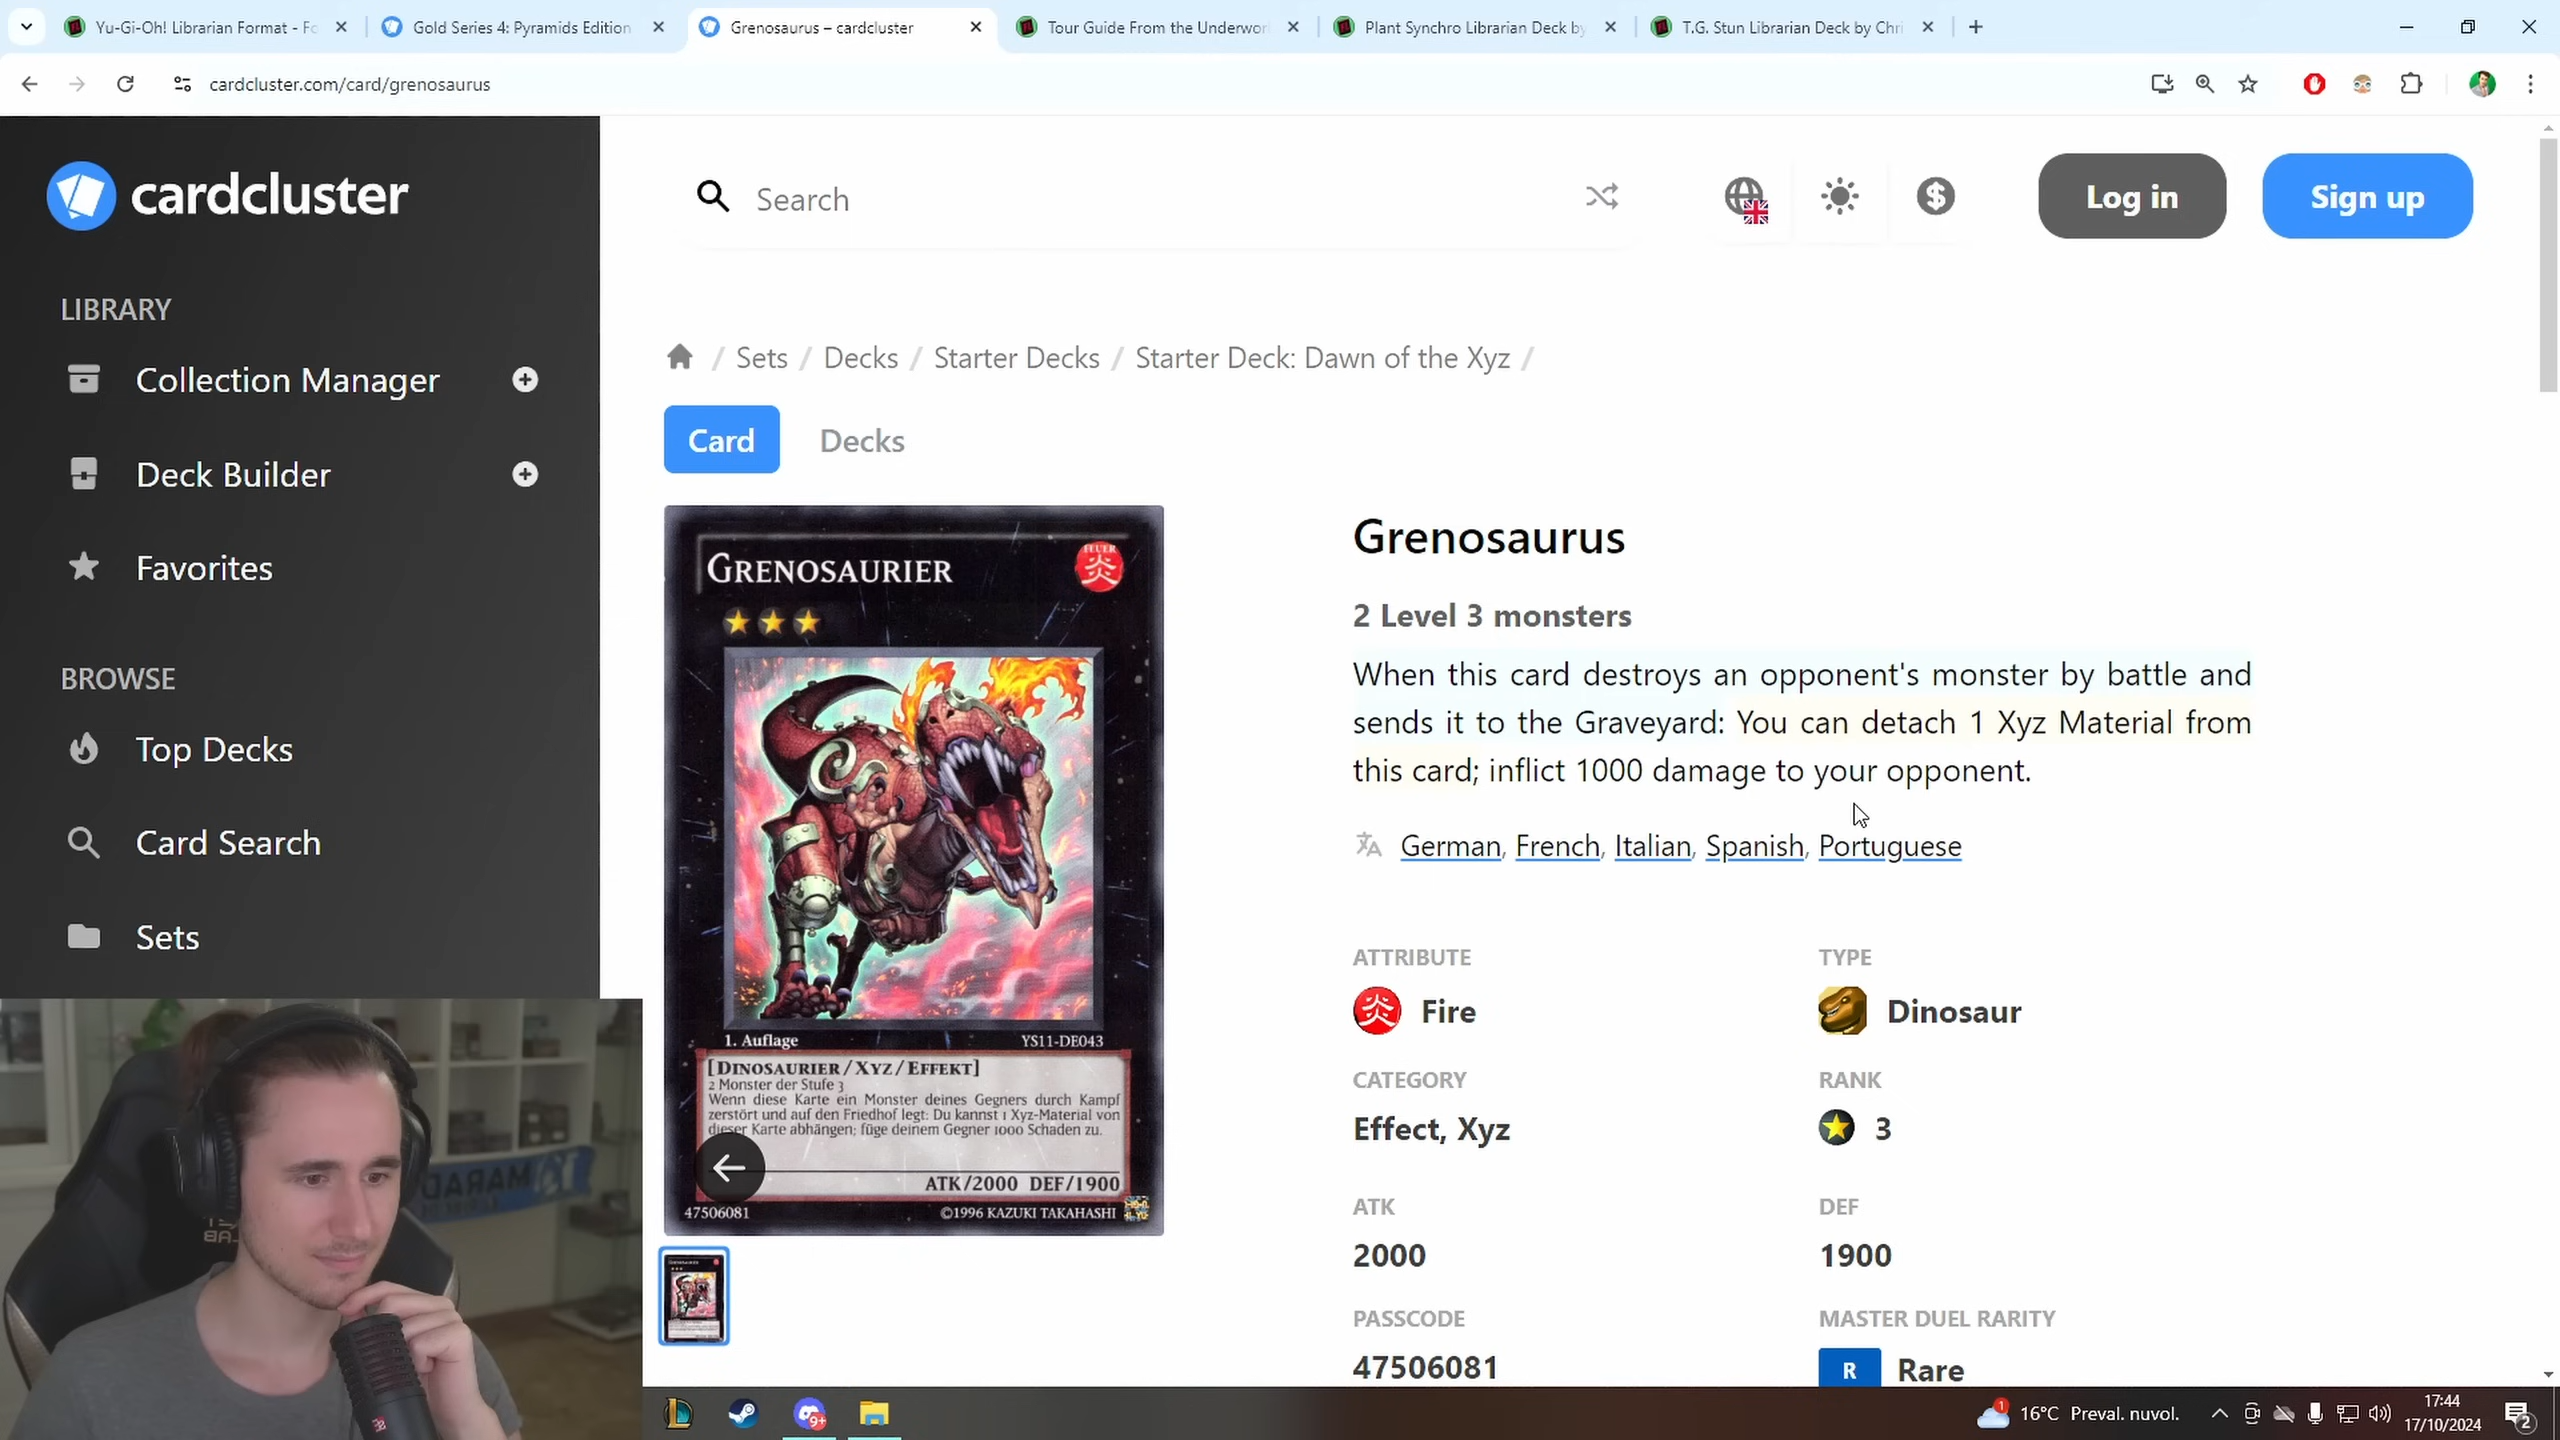 Yu-Gi-Oh! Librarian Format - Fo
Gold Series 4: Pyramids Edition
Grenosaurus – cardcluster
Tour Guide From the Underwor
Plant Synchro Librarian Deck by
T.G. Stun Librarian Deck by Chri
cardcluster.com/card/grenosaurus
cardcluster
Search
Log in
Sign up
LIBRARY
Collection Manager
Deck Builder
Favorites
BROWSE
Top Decks
Card Search
Sets
/ Sets / Decks / Starter Decks / Starter Deck: Dawn of the Xyz /
Card
Decks
GRENOSAURIER
FEUER
炎
1. Auflage
YS11-DE043
[DINOSAURIER/XYZ/EFFEKT]
2 Monster der Stufe 3
Wenn diese Karte ein Monster deines Gegners durch Kampf
zerstört und auf den Friedhof legt: Du kannst 1 Xyz-Material von
dieser Karte abhängen; füge deinem Gegner 1000 Schaden zu.
ATK/2000 DEF/1900
47506081
©1996 KAZUKI TAKAHASHI
Grenosaurus
2 Level 3 monsters
When this card destroys an opponent's monster by battle and
sends it to the Graveyard: You can detach 1 Xyz Material from
this card; inflict 1000 damage to your opponent.
German, French, Italian, Spanish, Portuguese
ATTRIBUTE
炎 Fire
TYPE
Dinosaur
CATEGORY
Effect, Xyz
RANK
3
ATK
2000
DEF
1900
PASSCODE
47506081
MASTER DUEL RARITY
R Rare
9+
1
16°C Preval. nuvol.
17:44
17/10/2024
2